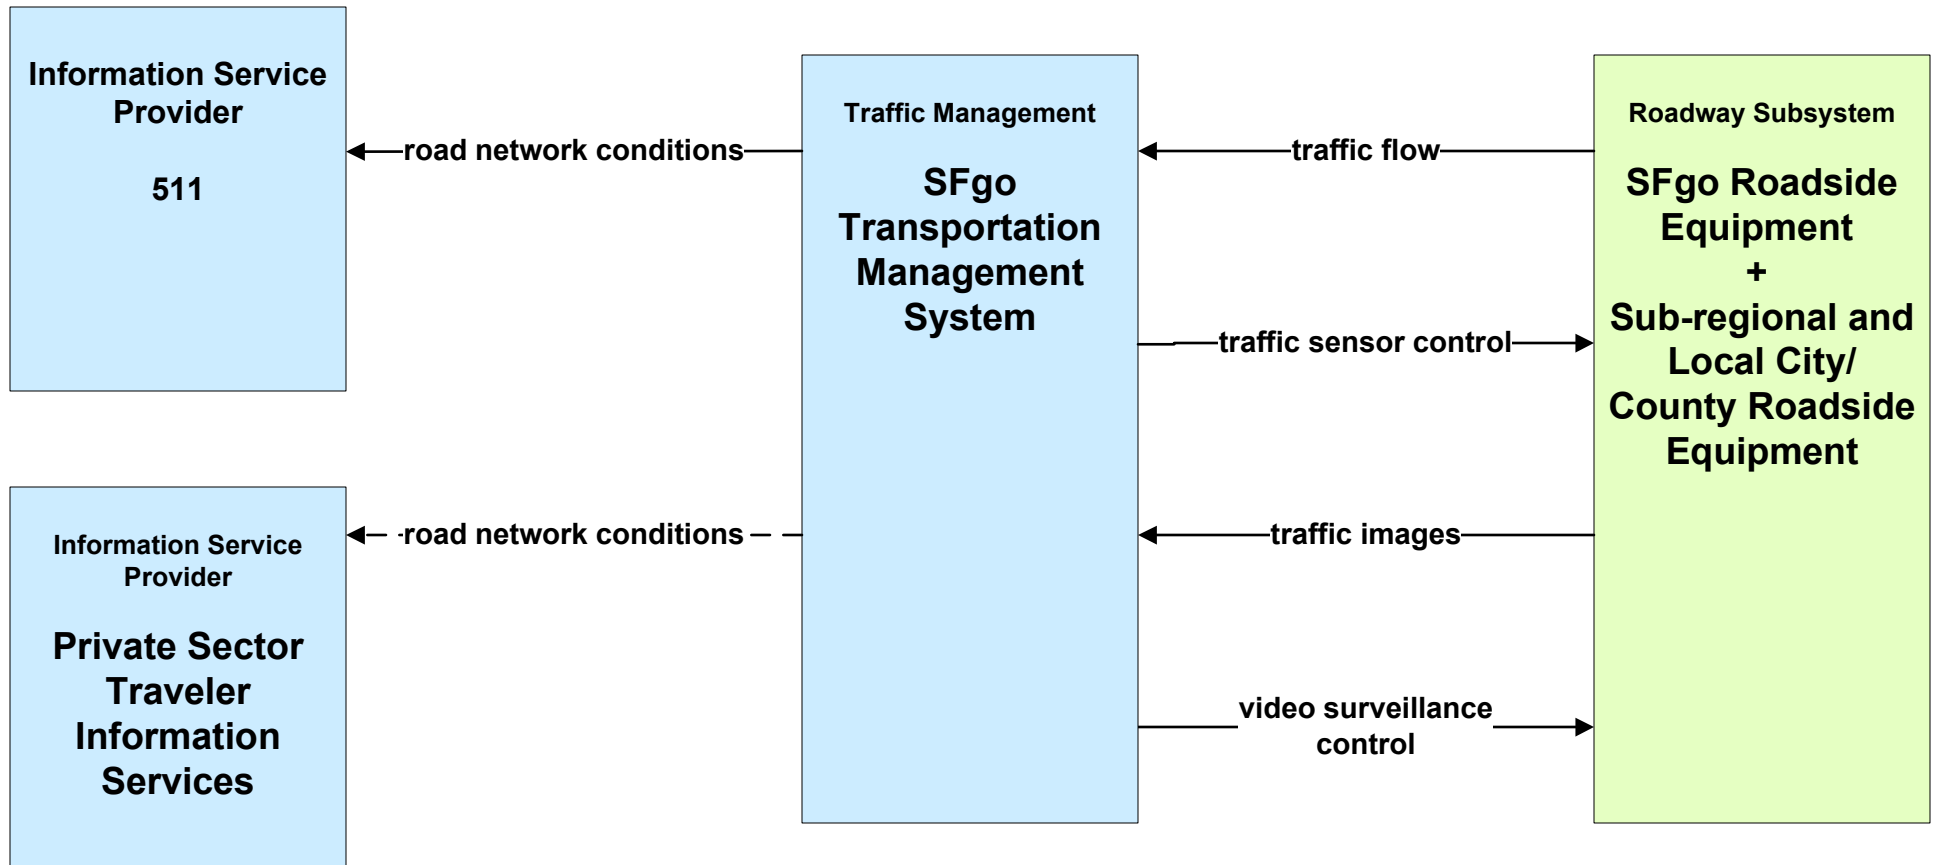 Information Service
Provider
511
road network conditions
Information Service
Provider
Private Sector
Traveler
Information
Services
road network conditions
Traffic Management
SFgo
Transportation
Management
System
traffic flow
traffic sensor control
traffic images
video surveillance
control
Roadway Subsystem
SFgo Roadside
Equipment
+
Sub-regional and
Local City/
County Roadside
Equipment